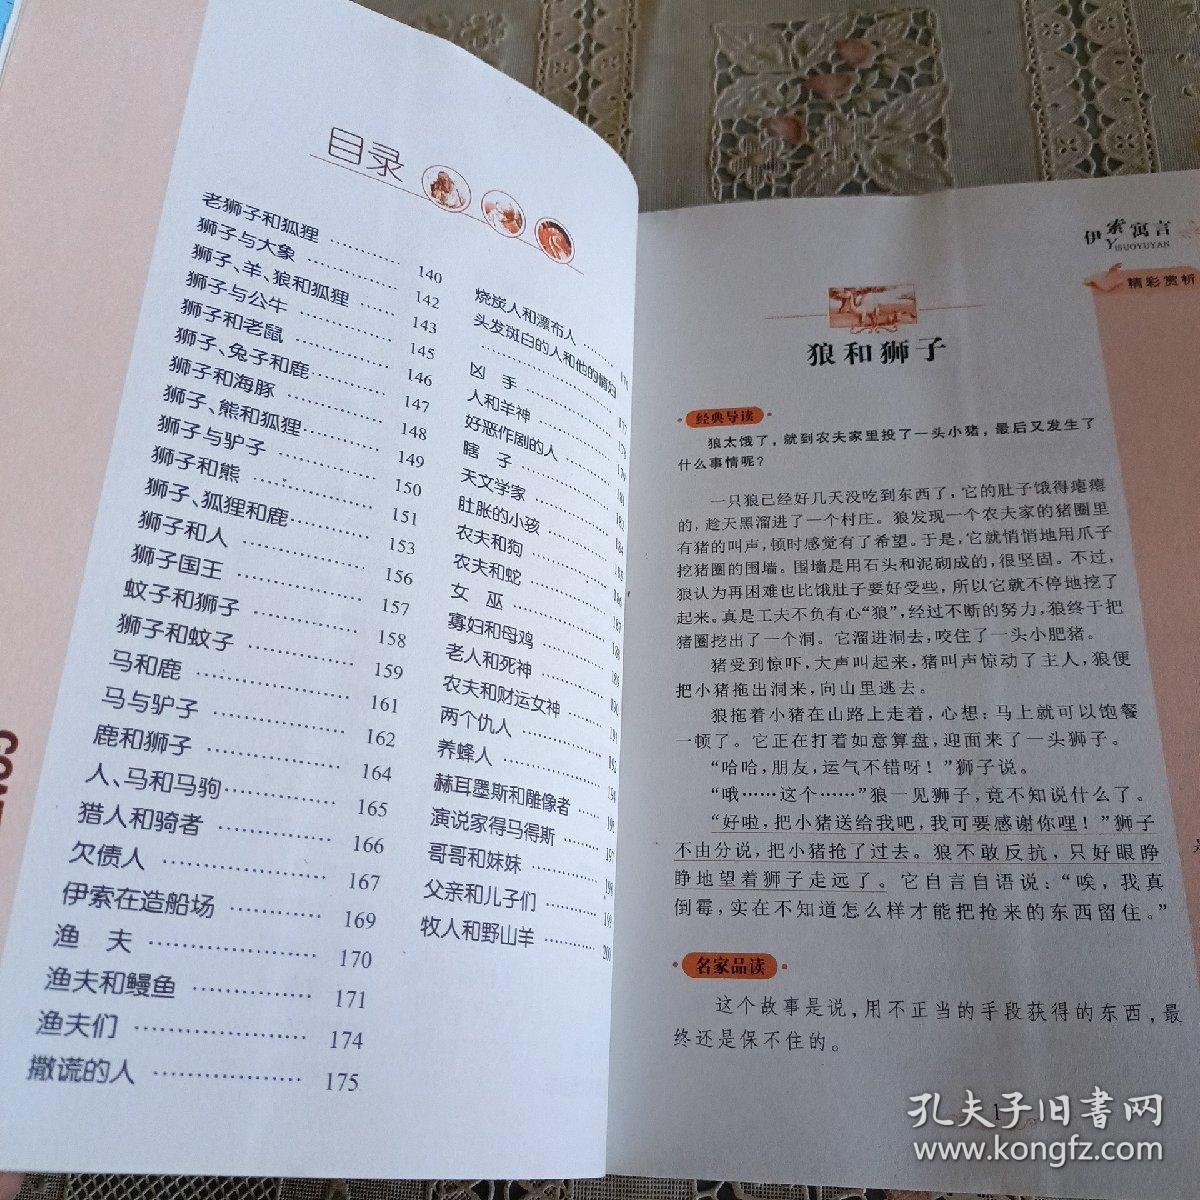 目录
老狮子和狐狸 ……………… 140
狮子与大象 ……………… 142
狮子、羊、狼和狐狸 ……… 143
狮子与公牛 ……………… 145
狮子和老鼠 ……………… 146
狮子、兔子和鹿 ………… 147
狮子和海豚 ……………… 148
狮子、熊和狐狸 ………… 149
狮子与驴子 ……………… 150
狮子和熊 ………………… 151
狮子、狐狸和鹿 ………… 153
狮子和人 ………………… 156
狮子国王 ………………… 157
蚊子和狮子 ……………… 158
狮子和蚊子 ……………… 159
马和鹿 …………………… 161
马与驴子 ………………… 162
鹿和狮子 ………………… 164
人、马和马驹 …………… 165
猎人和骑者 ……………… 166
欠债人 …………………… 167
伊索在造船场 …………… 169
渔 夫 …………………… 170
渔夫和鳗鱼 ……………… 171
渔夫们 …………………… 174
撒谎的人 ………………… 175
烧炭人和漂布人
头发斑白的人和他的情妇
凶 手
人和羊神
好恶作剧的人
瞎 子
天文学家
肚胀的小孩
农夫和狗
农夫和蛇
女 巫
寡妇和母鸡
老人和死神
农夫和财运女神
两个仇人
养蜂人
赫耳墨斯和雕像者
演说家得马得斯
哥哥和妹妹
父亲和儿子们
牧人和野山羊 ………… 200
伊索寓言
YISUOYUYAN
精彩赏析
狼和狮子
经典导读
狼太饿了，就到农夫家里投了一头小猪，最后又发生了
什么事情呢？
一只狼已经好几天没吃到东西了，它的肚子饿得瘪瘪
的，趁天黑溜进了一个村庄。狼发现一个农夫家的猪圈里
有猪的叫声，顿时感觉有了希望。于是，它就悄悄地用爪子
挖猪圈的围墙。围墙是用石头和泥砌成的，很坚固。不过，
狼认为再困难也比饿肚子要好受些，所以它就不停地挖了
起来。真是工夫不负有心“狼”，经过不断的努力，狼终于把
猪圈挖出了一个洞。它溜进洞去，咬住了一头小肥猪。
猪受到惊吓，大声叫起来，猪叫声惊动了主人，狼便
把小猪拖出洞来，向山里逃去。
狼拖着小猪在山路上走着，心想：马上就可以饱餐
一顿了。它正在打着如意算盘，迎面来了一头狮子。
“哈哈，朋友，运气不错呀！”狮子说。
“哦……这个……”狼一见狮子，竟不知说什么了。
“好啦，把小猪送给我吧，我可要感谢你哩！”狮子
不由分说，把小猪抢了过去。狼不敢反抗，只好眼睁
睁地望着狮子走远了。它自言自语说：“唉，我真
倒霉，实在不知道怎么样才能把抢来的东西留住。”
名家品读
这个故事是说，用不正当的手段获得的东西，最
终还是保不住的。
1
孔夫子旧书网
www.kongfz.com